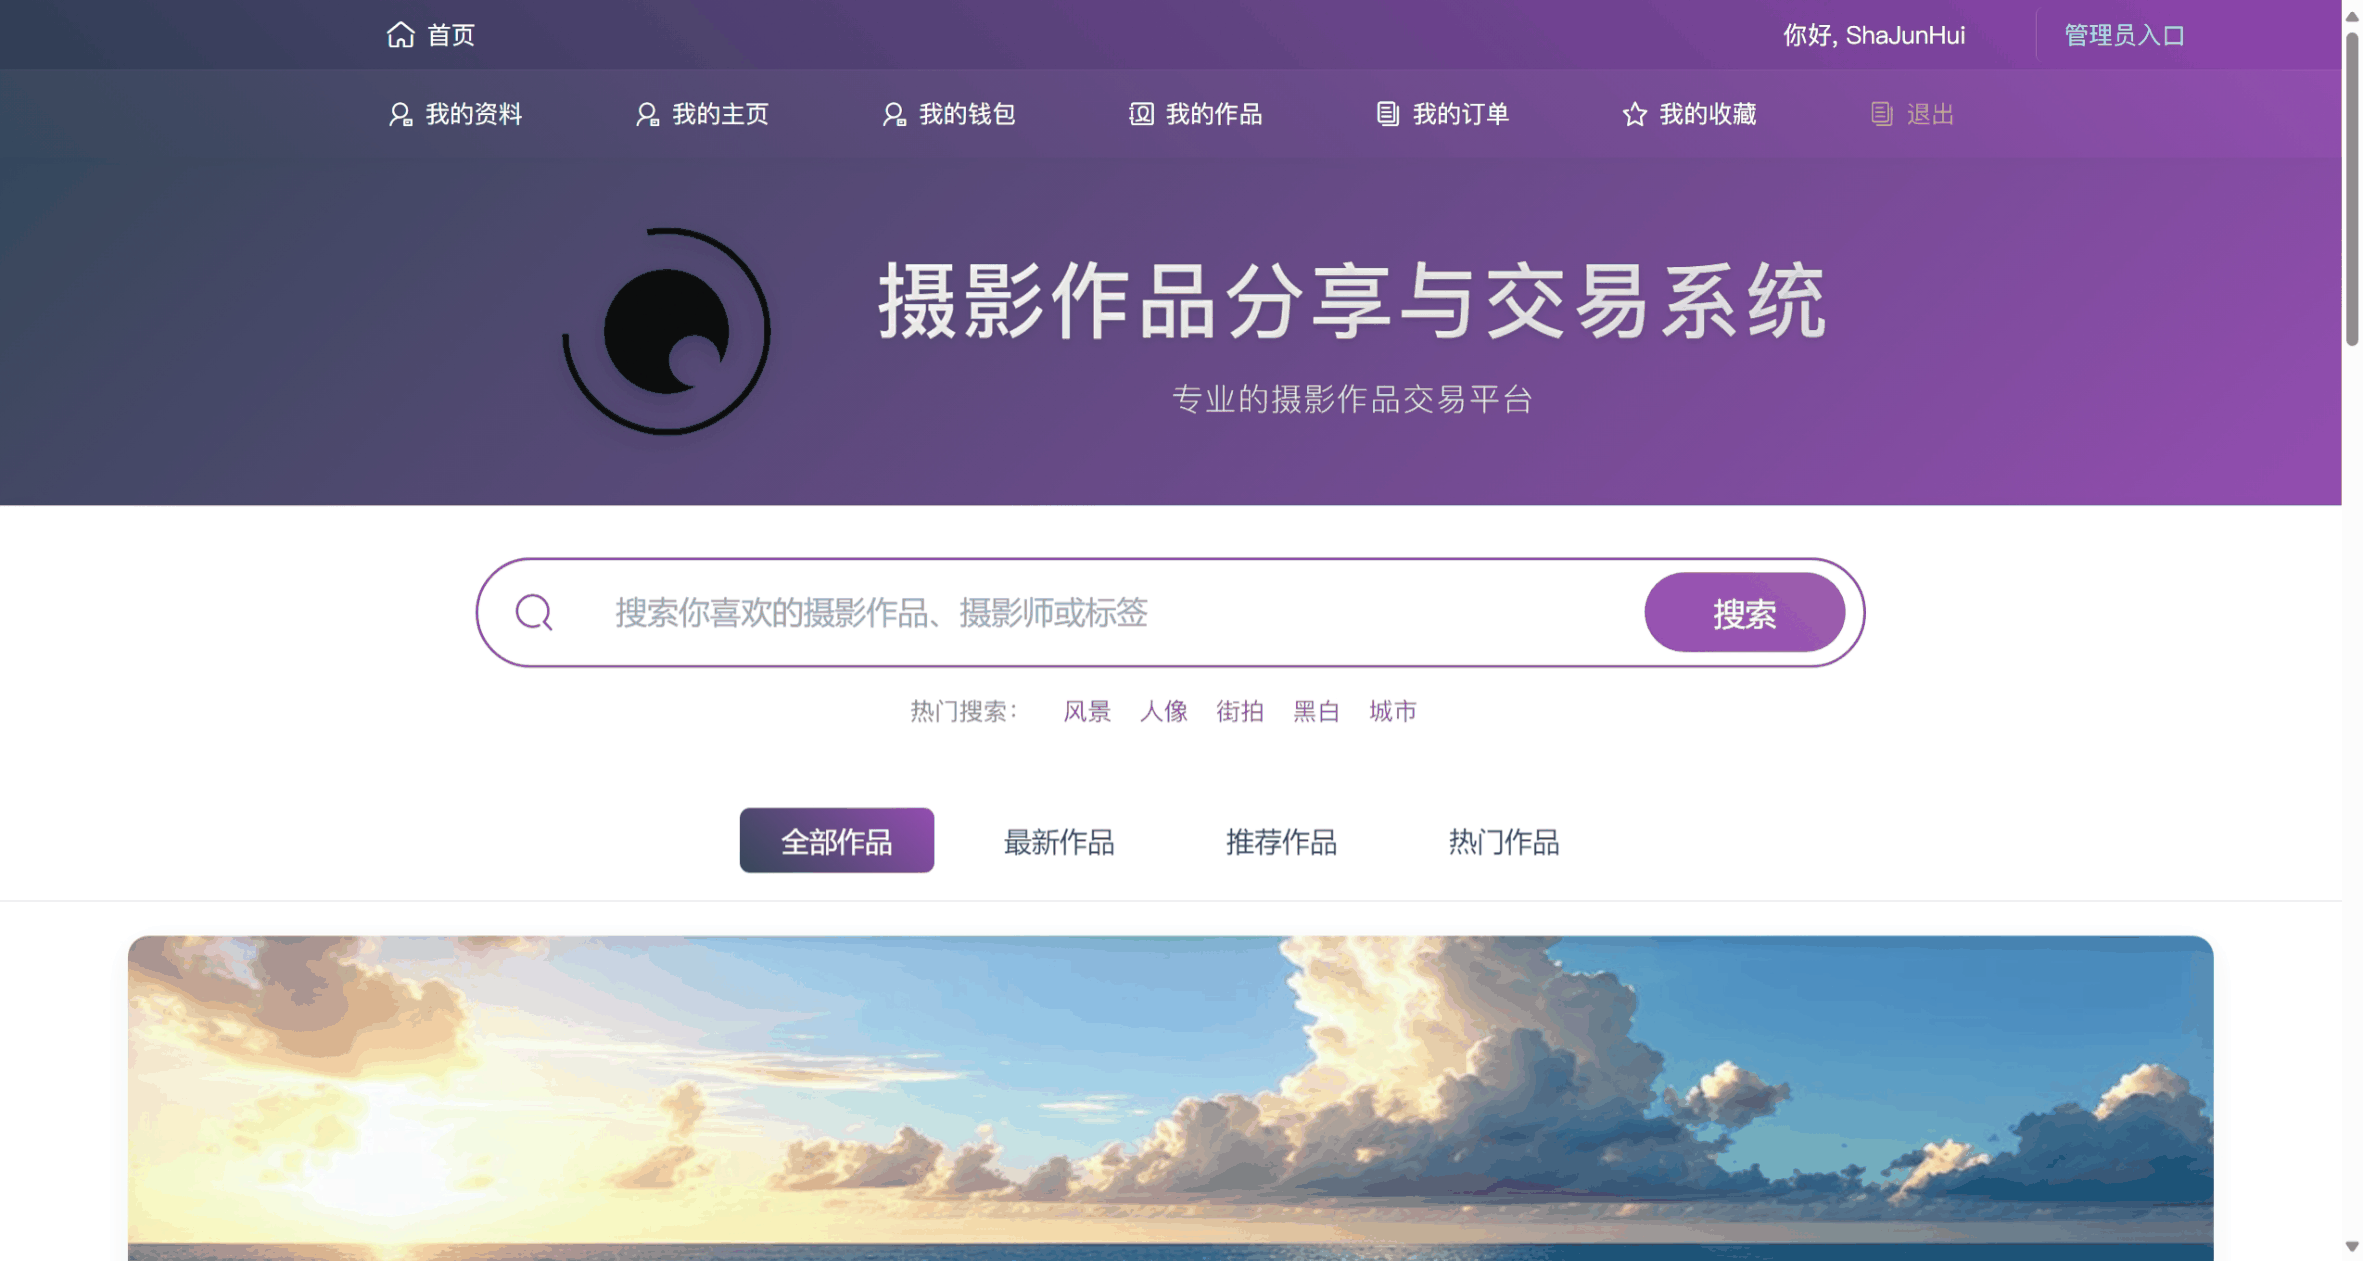 首页 你好, ShaJunHui 管理员入口
我的资料 我的主页 我的钱包 我的作品 我的订单 我的收藏 退出
摄影作品分享与交易系统
专业的摄影作品交易平台
搜索你喜欢的摄影作品、摄影师或标签 搜索
热门搜索: 风景 人像 街拍 黑白 城市
全部作品 最新作品 推荐作品 热门作品